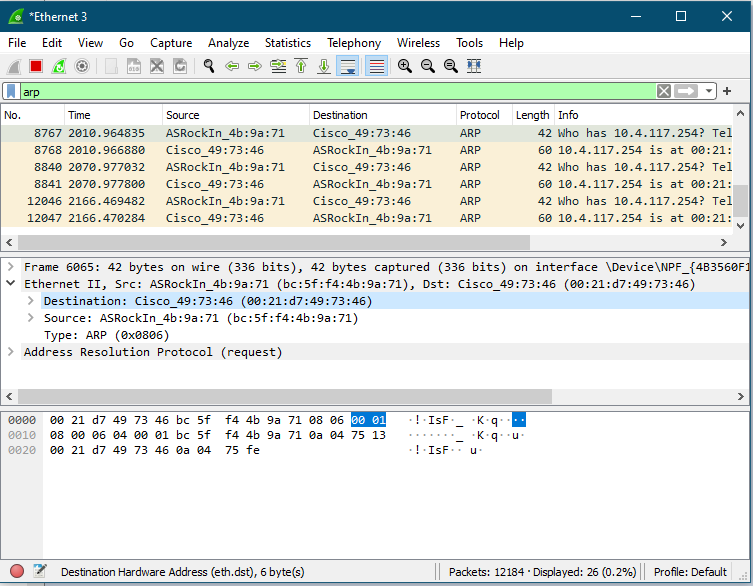 *Ethernet 3
File Edit View Go Capture Analyze Statistics Telephony Wireless Tools Help
arp
No. Time Source Destination Protocol Length Info
8767 2010.964835 ASRockIn_4b:9a:71 Cisco_49:73:46 ARP 42 Who has 10.4.117.254? Tel
8768 2010.966880 Cisco_49:73:46 ASRockIn_4b:9a:71 ARP 60 10.4.117.254 is at 00:21:
8840 2070.977032 ASRockIn_4b:9a:71 Cisco_49:73:46 ARP 42 Who has 10.4.117.254? Tel
8841 2070.977800 Cisco_49:73:46 ASRockIn_4b:9a:71 ARP 60 10.4.117.254 is at 00:21:
12046 2166.469482 ASRockIn_4b:9a:71 Cisco_49:73:46 ARP 42 Who has 10.4.117.254? Tel
12047 2166.470284 Cisco_49:73:46 ASRockIn_4b:9a:71 ARP 60 10.4.117.254 is at 00:21:
Frame 6065: 42 bytes on wire (336 bits), 42 bytes captured (336 bits) on interface \Device\NPF_{4B3560F1
Ethernet II, Src: ASRockIn_4b:9a:71 (bc:5f:f4:4b:9a:71), Dst: Cisco_49:73:46 (00:21:d7:49:73:46)
Destination: Cisco_49:73:46 (00:21:d7:49:73:46)
Source: ASRockIn_4b:9a:71 (bc:5f:f4:4b:9a:71)
Type: ARP (0x0806)
Address Resolution Protocol (request)
0000 00 21 d7 49 73 46 bc 5f f4 4b 9a 71 08 06 00 01 ·!·IsF·_ ·K·q····
0010 08 00 06 04 00 01 bc 5f f4 4b 9a 71 0a 04 75 13 ·······_ ·K·q··u·
0020 00 21 d7 49 73 46 0a 04 75 fe ·!·IsF·· u·
Destination Hardware Address (eth.dst), 6 byte(s) Packets: 12184 · Displayed: 26 (0.2%) Profile: Default